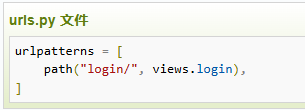 urls.py 文件
urlpatterns = [
    path("login/", views.login),
]